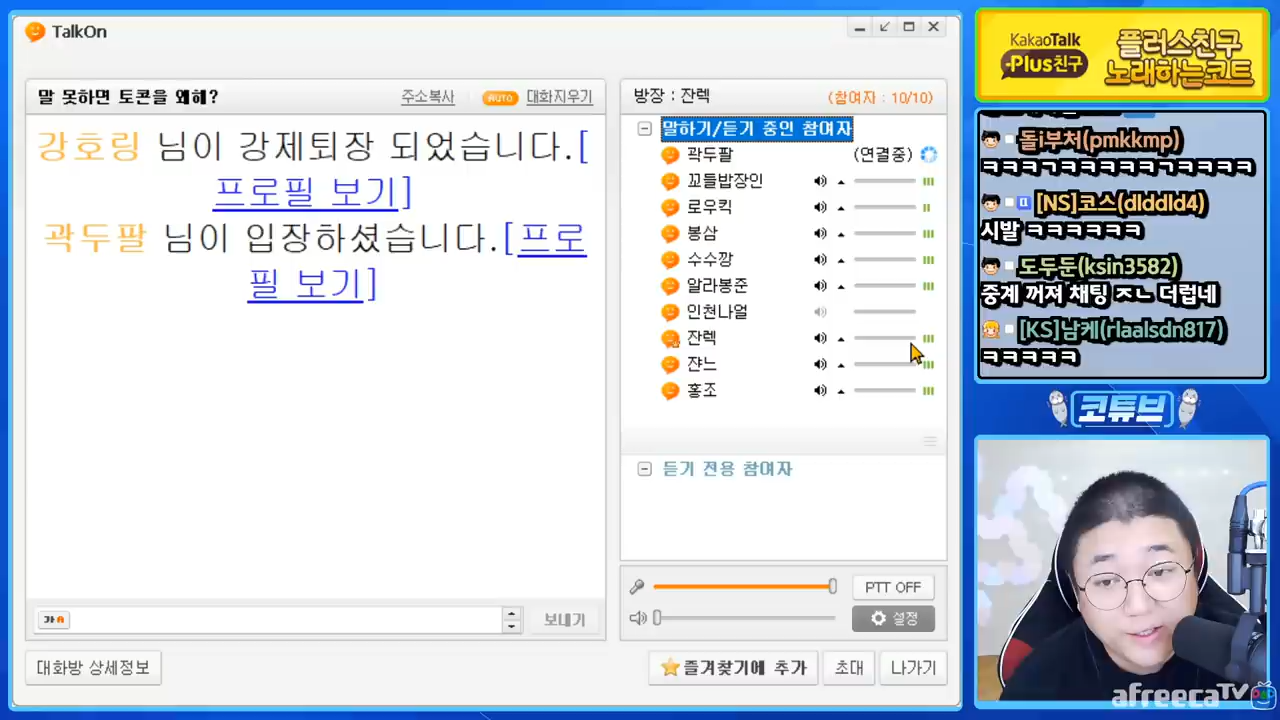 TalkOn
말 못하면 토콘을 왜해?
주소복사
AUTO
대화지우기
강호링 님이 강제퇴장 되었습니다.[
프로필 보기]
곽두팔 님이 입장하셨습니다.[프로
필 보기]
방장 : 잔렉
(참여자 : 10/10)
말하기/듣기 중인 참여자
곽두팔 (연결중)
꼬들밥장인
로우킥
봉삼
수수깡
알라봉준
인천나얼
잔렉
쟌느
홍조
듣기 전용 참여자
PTT OFF
설정
가
보내기
대화방 상세정보
즐겨찾기에 추가
초대
나가기
KakaoTalk
Plus친구
플러스친구
노래하는코트
돌i부처(pmkkmp)
ㅋㅋㅋㄱㅋㅋㅋㅋㅋㄱㅋㅋㅋㅋ
[NS]코스(dlddld4)
시발 ㅋㅋㅋㅋㅋㅋ
도두둔(ksin3582)
중계 꺼져 채팅 ㅈㄴ 더럽네
[KS]남케(rlaalsdn817)
ㅋㅋㅋㅋㅋ
코튜브
afreecaTV